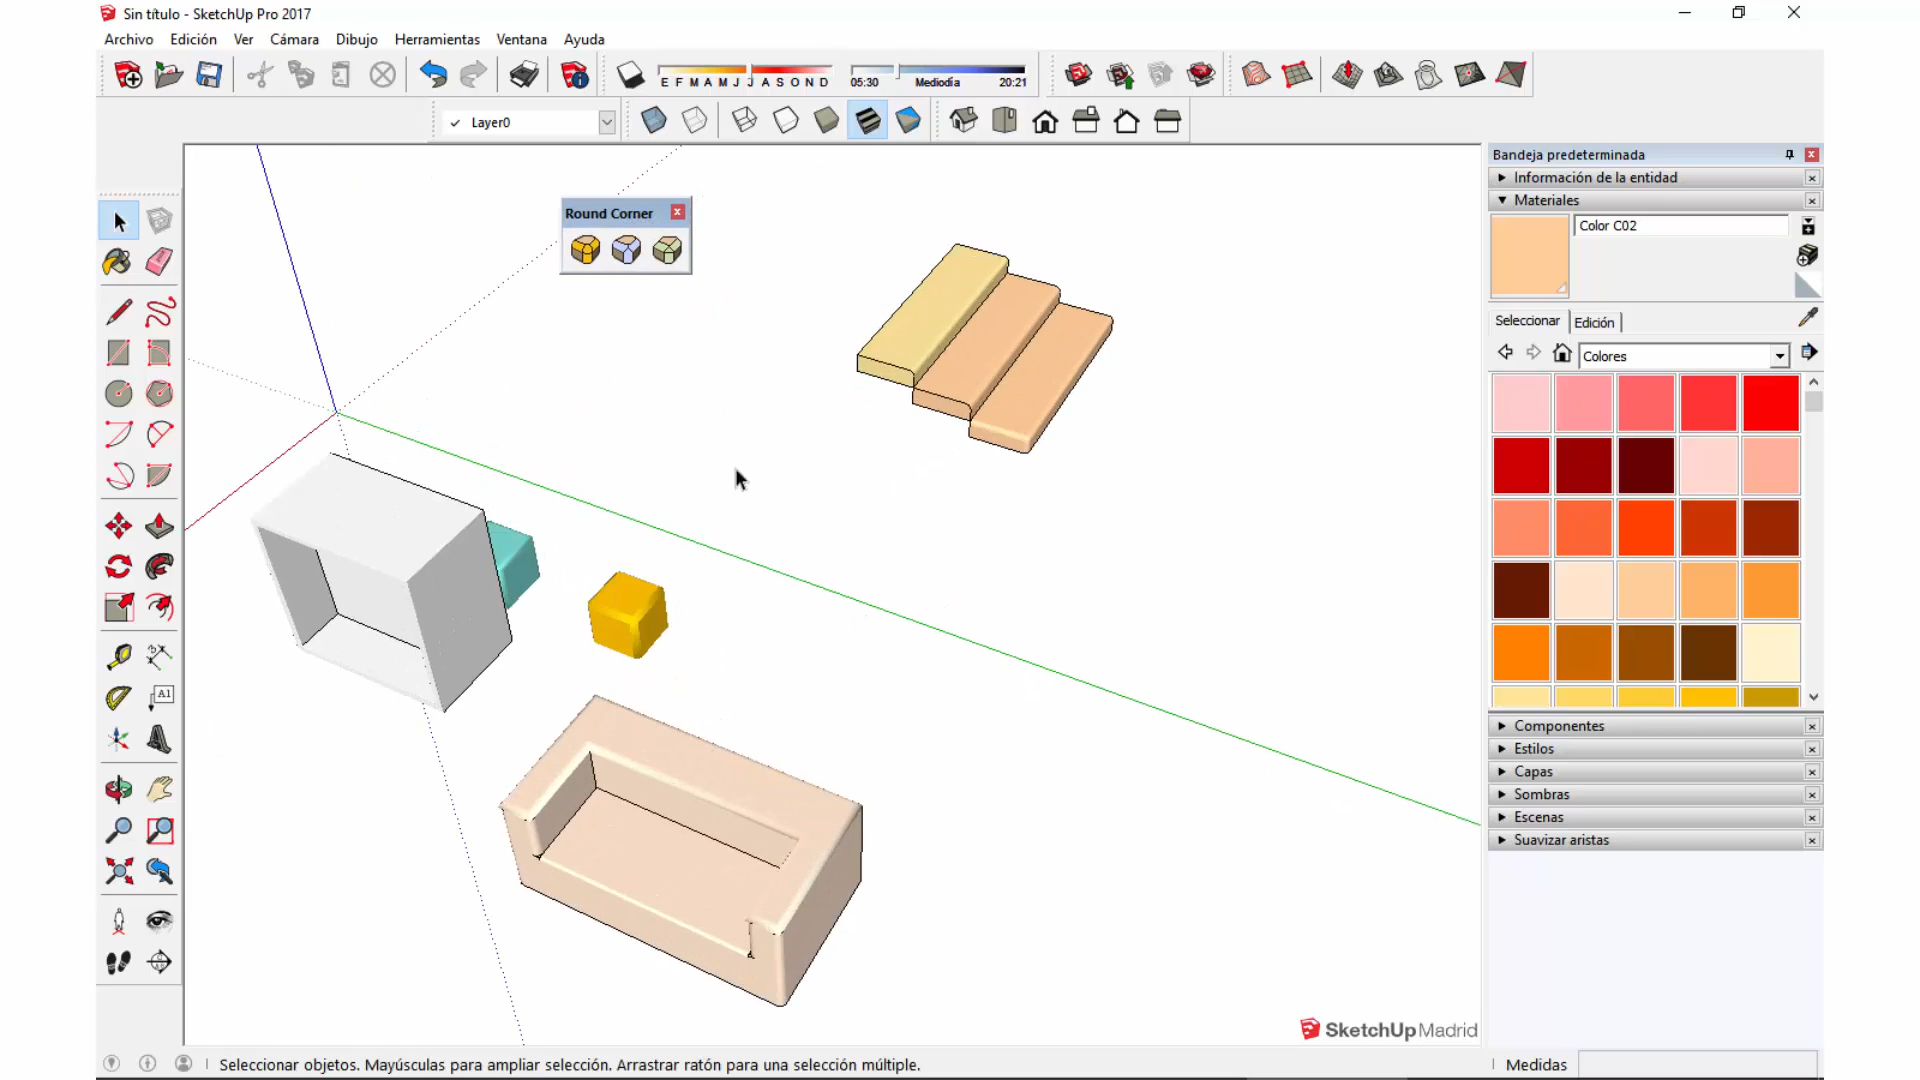 Sin título - SketchUp Pro 2017
Archivo Edición Ver Cámara Dibujo Herramientas Ventana Ayuda
E F M A M J J A S O N D 05:30 Mediodía 20:21
Layer0
Bandeja predeterminada
Información de la entidad
Materiales
Round Corner
Color C02
Seleccionar Edición
Colores
A1
Componentes
Estilos
Capas
Sombras
Escenas
Suavizar aristas
SketchUp Madrid
Seleccionar objetos. Mayúsculas para ampliar selección. Arrastrar ratón para una selección múltiple.
Medidas